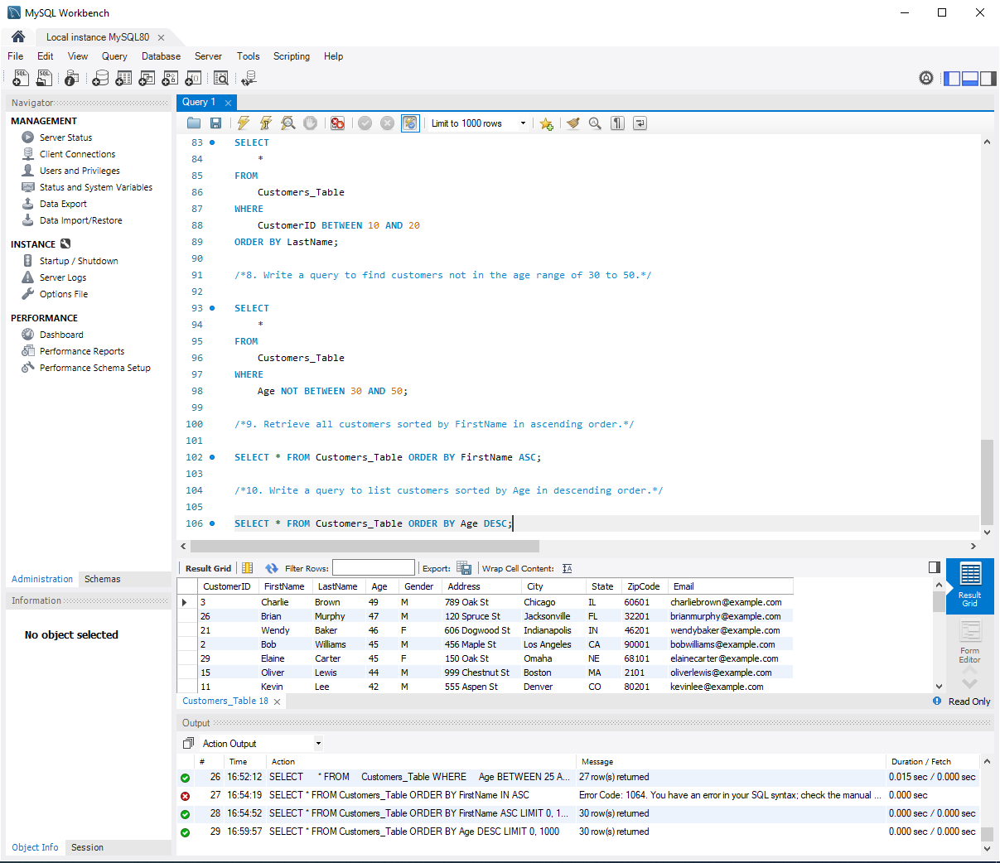 MySQL Workbench
Local instance MySQL80
File Edit View Query Database Server Tools Scripting Help
Navigator
MANAGEMENT
Server Status
Client Connections
Users and Privileges
Status and System Variables
Data Export
Data Import/Restore
INSTANCE
Startup / Shutdown
Server Logs
Options File
PERFORMANCE
Dashboard
Performance Reports
Performance Schema Setup
Administration Schemas
Information
No object selected
Object Info Session
Query 1
Limit to 1000 rows
83 SELECT
84 *
85 FROM
86 Customers_Table
87 WHERE
88 CustomerID BETWEEN 10 AND 20
89 ORDER BY LastName;
90
91 /*8. Write a query to find customers not in the age range of 30 to 50.*/
92
93 SELECT
94 *
95 FROM
96 Customers_Table
97 WHERE
98 Age NOT BETWEEN 30 AND 50;
99
100 /*9. Retrieve all customers sorted by FirstName in ascending order.*/
101
102 SELECT * FROM Customers_Table ORDER BY FirstName ASC;
103
104 /*10. Write a query to list customers sorted by Age in descending order.*/
105
106 SELECT * FROM Customers_Table ORDER BY Age DESC;
Result Grid Filter Rows: Export: Wrap Cell Content:
CustomerID FirstName LastName Age Gender Address City State ZipCode Email
3 Charlie Brown 49 M 789 Oak St Chicago IL 60601 charliebrown@example.com
26 Brian Murphy 47 M 120 Spruce St Jacksonville FL 32201 brianmurphy@example.com
21 Wendy Baker 46 F 606 Dogwood St Indianapolis IN 46201 wendybaker@example.com
2 Bob Williams 45 M 456 Maple St Los Angeles CA 90001 bobwilliams@example.com
29 Elaine Carter 45 F 150 Oak St Omaha NE 68101 elainecarter@example.com
15 Oliver Lewis 44 M 999 Chestnut St Boston MA 2101 oliverlewis@example.com
11 Kevin Lee 42 M 555 Aspen St Denver CO 80201 kevinlee@example.com
Result Grid
Form Editor
Customers_Table 18
Read Only
Output
Action Output
# Time Action Message Duration / Fetch
26 16:52:12 SELECT * FROM Customers_Table WHERE Age BETWEEN 25 A... 27 row(s) returned 0.015 sec / 0.000 sec
27 16:54:19 SELECT * FROM Customers_Table ORDER BY FirstName IN ASC Error Code: 1064. You have an error in your SQL syntax; check the manual ... 0.000 sec
28 16:54:52 SELECT * FROM Customers_Table ORDER BY FirstName ASC LIMIT 0, 1... 30 row(s) returned 0.000 sec / 0.000 sec
29 16:59:57 SELECT * FROM Customers_Table ORDER BY Age DESC LIMIT 0, 1000 30 row(s) returned 0.000 sec / 0.000 sec